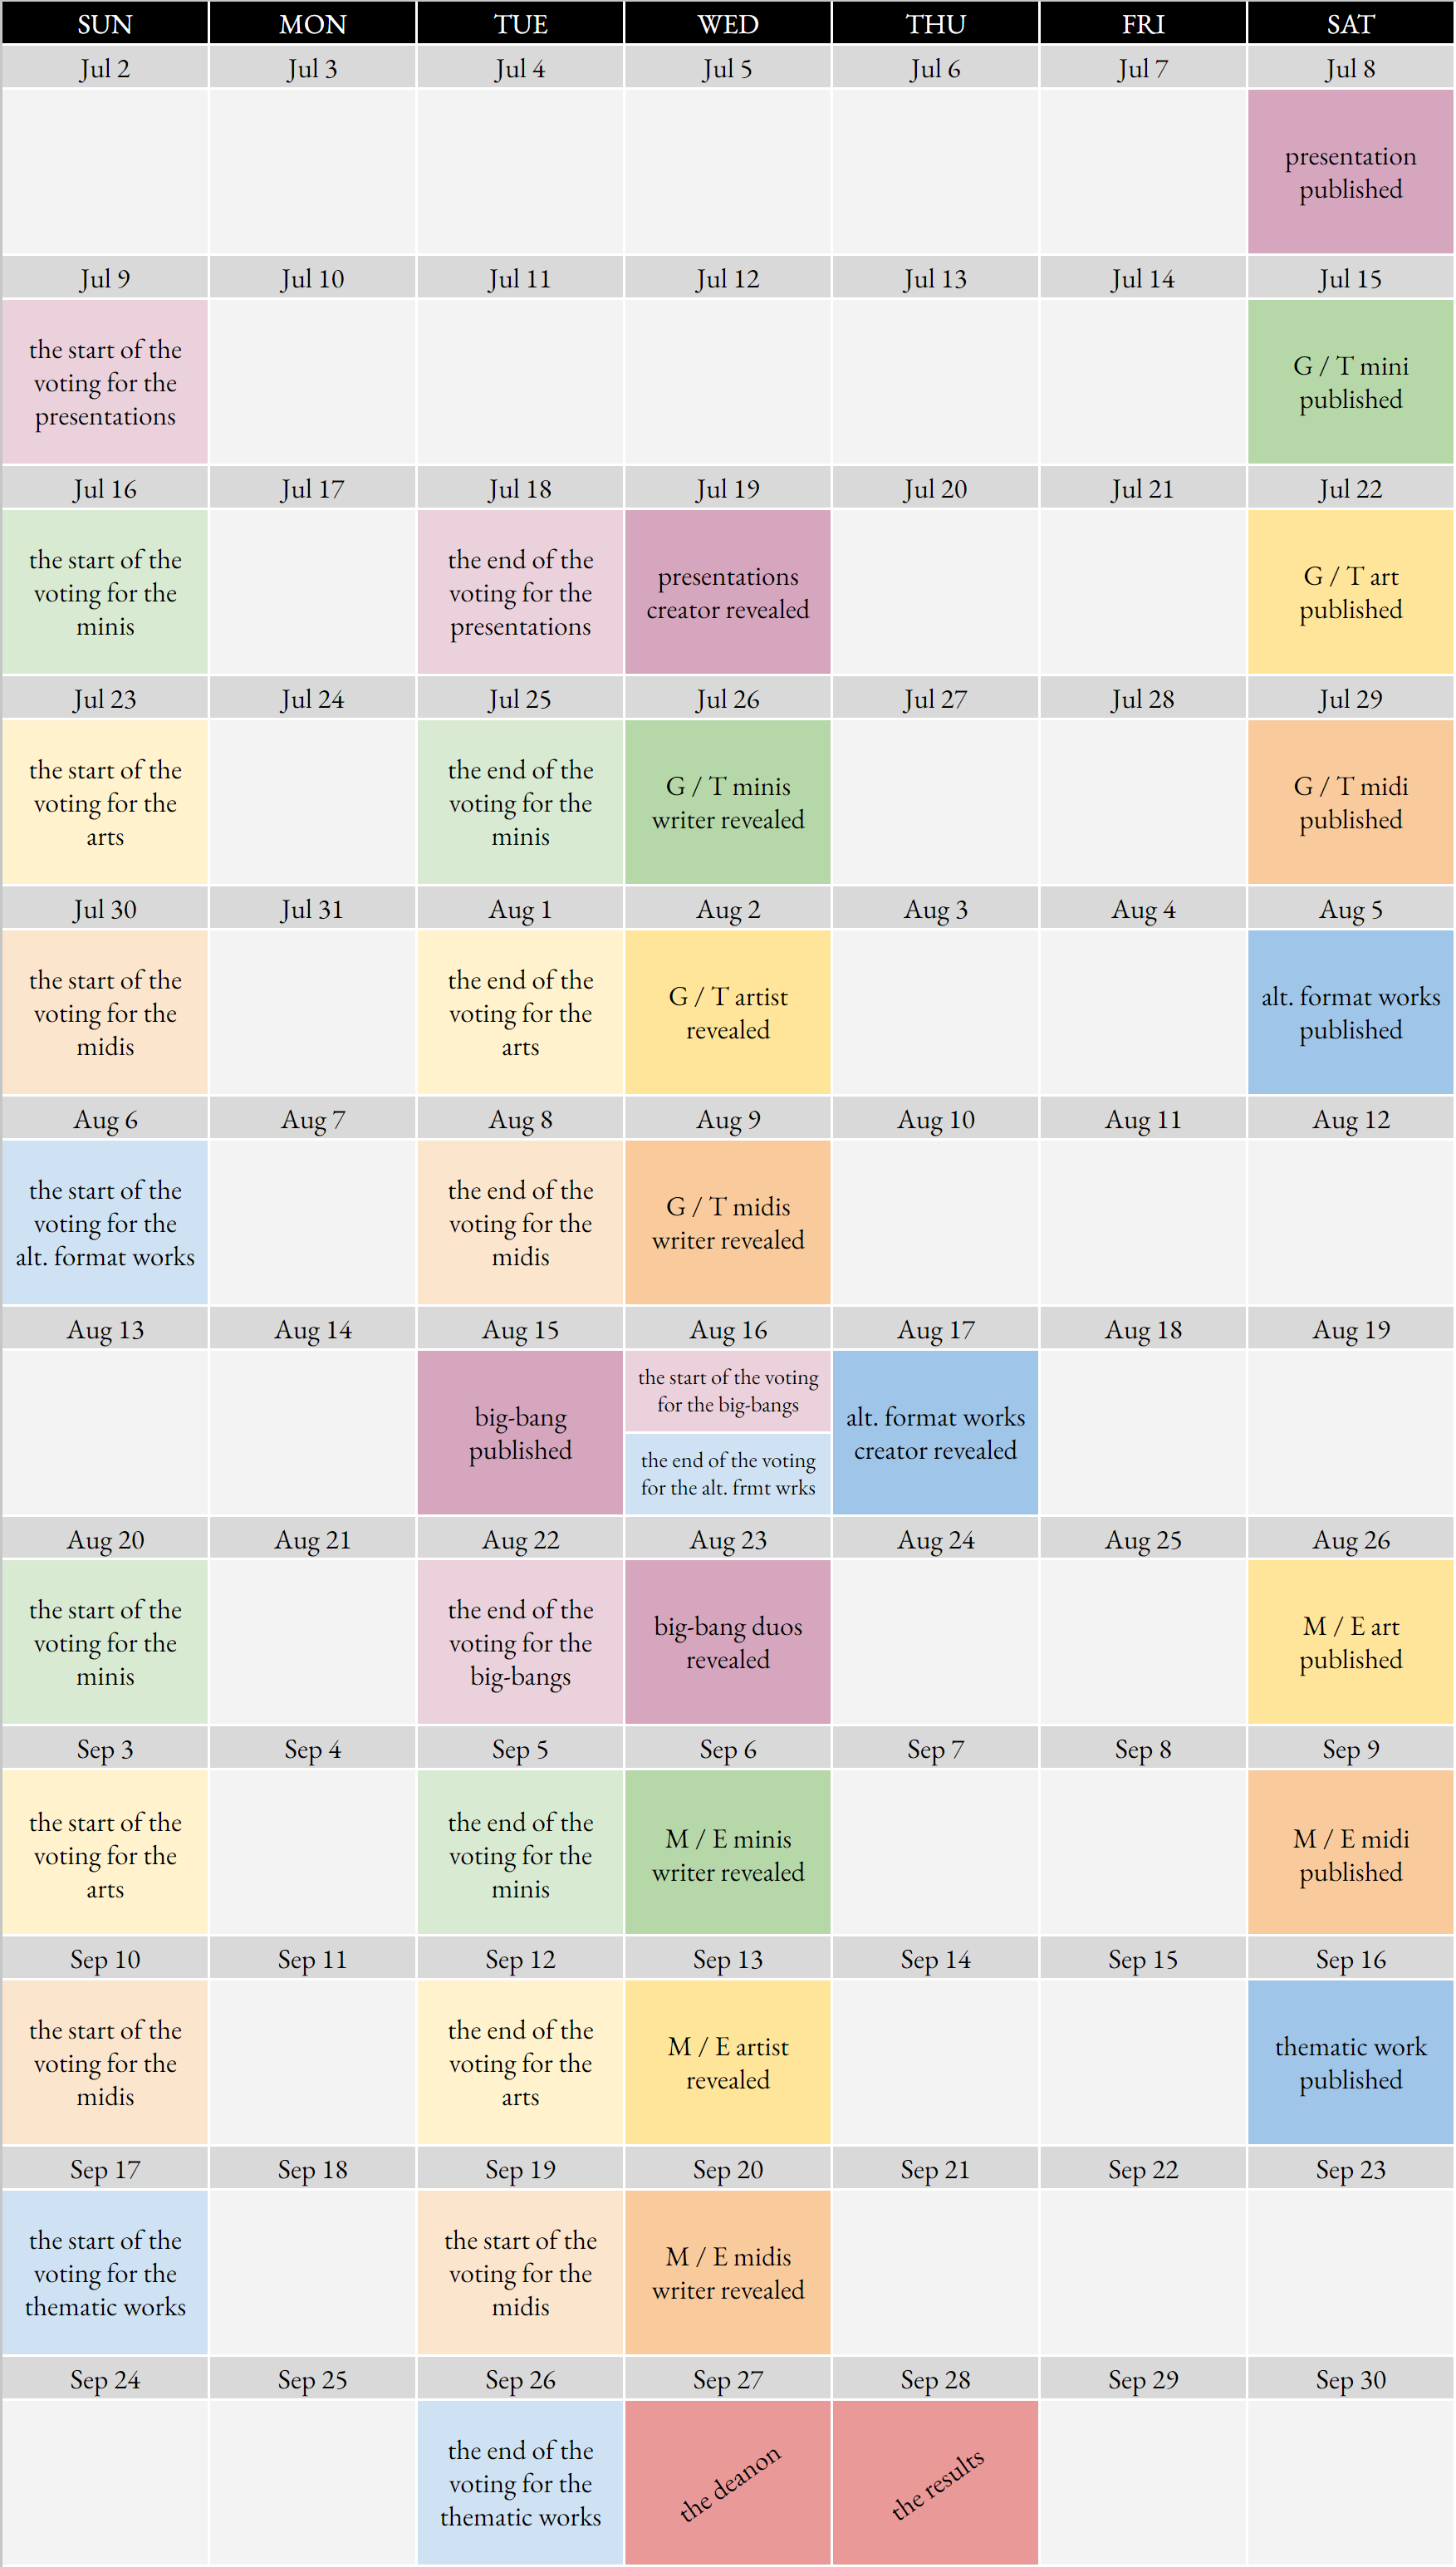 SUN MON TUE WED THU FRI SAT
Jul 2 Jul 3 Jul 4 Jul 5 Jul 6 Jul 7 Jul 8
presentation
published
Jul 9 Jul 10 Jul 11 Jul 12 Jul 13 Jul 14 Jul 15
the start of the
voting for the
presentations
G / T mini
published
Jul 16 Jul 17 Jul 18 Jul 19 Jul 20 Jul 21 Jul 22
the start of the
voting for the
minis
the end of the
voting for the
presentations
presentations
creator revealed
G / T art
published
Jul 23 Jul 24 Jul 25 Jul 26 Jul 27 Jul 28 Jul 29
the start of the
voting for the
arts
the end of the
voting for the
minis
G / T minis
writer revealed
G / T midi
published
Jul 30 Jul 31 Aug 1 Aug 2 Aug 3 Aug 4 Aug 5
the start of the
voting for the
midis
the end of the
voting for the
arts
G / T artist
revealed
alt. format works
published
Aug 6 Aug 7 Aug 8 Aug 9 Aug 10 Aug 11 Aug 12
the start of the
voting for the
alt. format works
the end of the
voting for the
midis
G / T midis
writer revealed
Aug 13 Aug 14 Aug 15 Aug 16 Aug 17 Aug 18 Aug 19
big-bang
published
the start of the voting
for the big-bangs
the end of the voting
for the alt. frmt wrks
alt. format works
creator revealed
Aug 20 Aug 21 Aug 22 Aug 23 Aug 24 Aug 25 Aug 26
the start of the
voting for the
minis
the end of the
voting for the
big-bangs
big-bang duos
revealed
M / E art
published
Sep 3 Sep 4 Sep 5 Sep 6 Sep 7 Sep 8 Sep 9
the start of the
voting for the
arts
the end of the
voting for the
minis
M / E minis
writer revealed
M / E midi
published
Sep 10 Sep 11 Sep 12 Sep 13 Sep 14 Sep 15 Sep 16
the start of the
voting for the
midis
the end of the
voting for the
arts
M / E artist
revealed
thematic work
published
Sep 17 Sep 18 Sep 19 Sep 20 Sep 21 Sep 22 Sep 23
the start of the
voting for the
thematic works
the start of the
voting for the
midis
M / E midis
writer revealed
Sep 24 Sep 25 Sep 26 Sep 27 Sep 28 Sep 29 Sep 30
the end of the
voting for the
thematic works
the deanon
the results